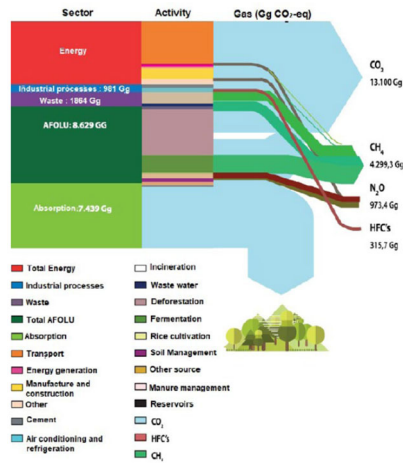 Sector
Activity
Gas (Gg CO₂-eq)
Energy
Industrial processes : 981 Gg
Waste : 1864 Gg
AFOLU: 8.629 GG
Absorption:7.439 Gg
CO₂
13.100 Gg
CH₄
4.299,3 Gg
N₂O
973,4 Gg
HFC's
315,7 Gg
Total Energy
Industrial processes
Waste
Total AFOLU
Absorption
Transport
Energy generation
Manufacture and
construction
Other
Cement
Air conditioning and
refrigeration
Incineration
Waste water
Deforestation
Fermentation
Rice cultivation
Soil Management
Other source
Manure management
Reservoirs
CO₂
HFC's
CH₄